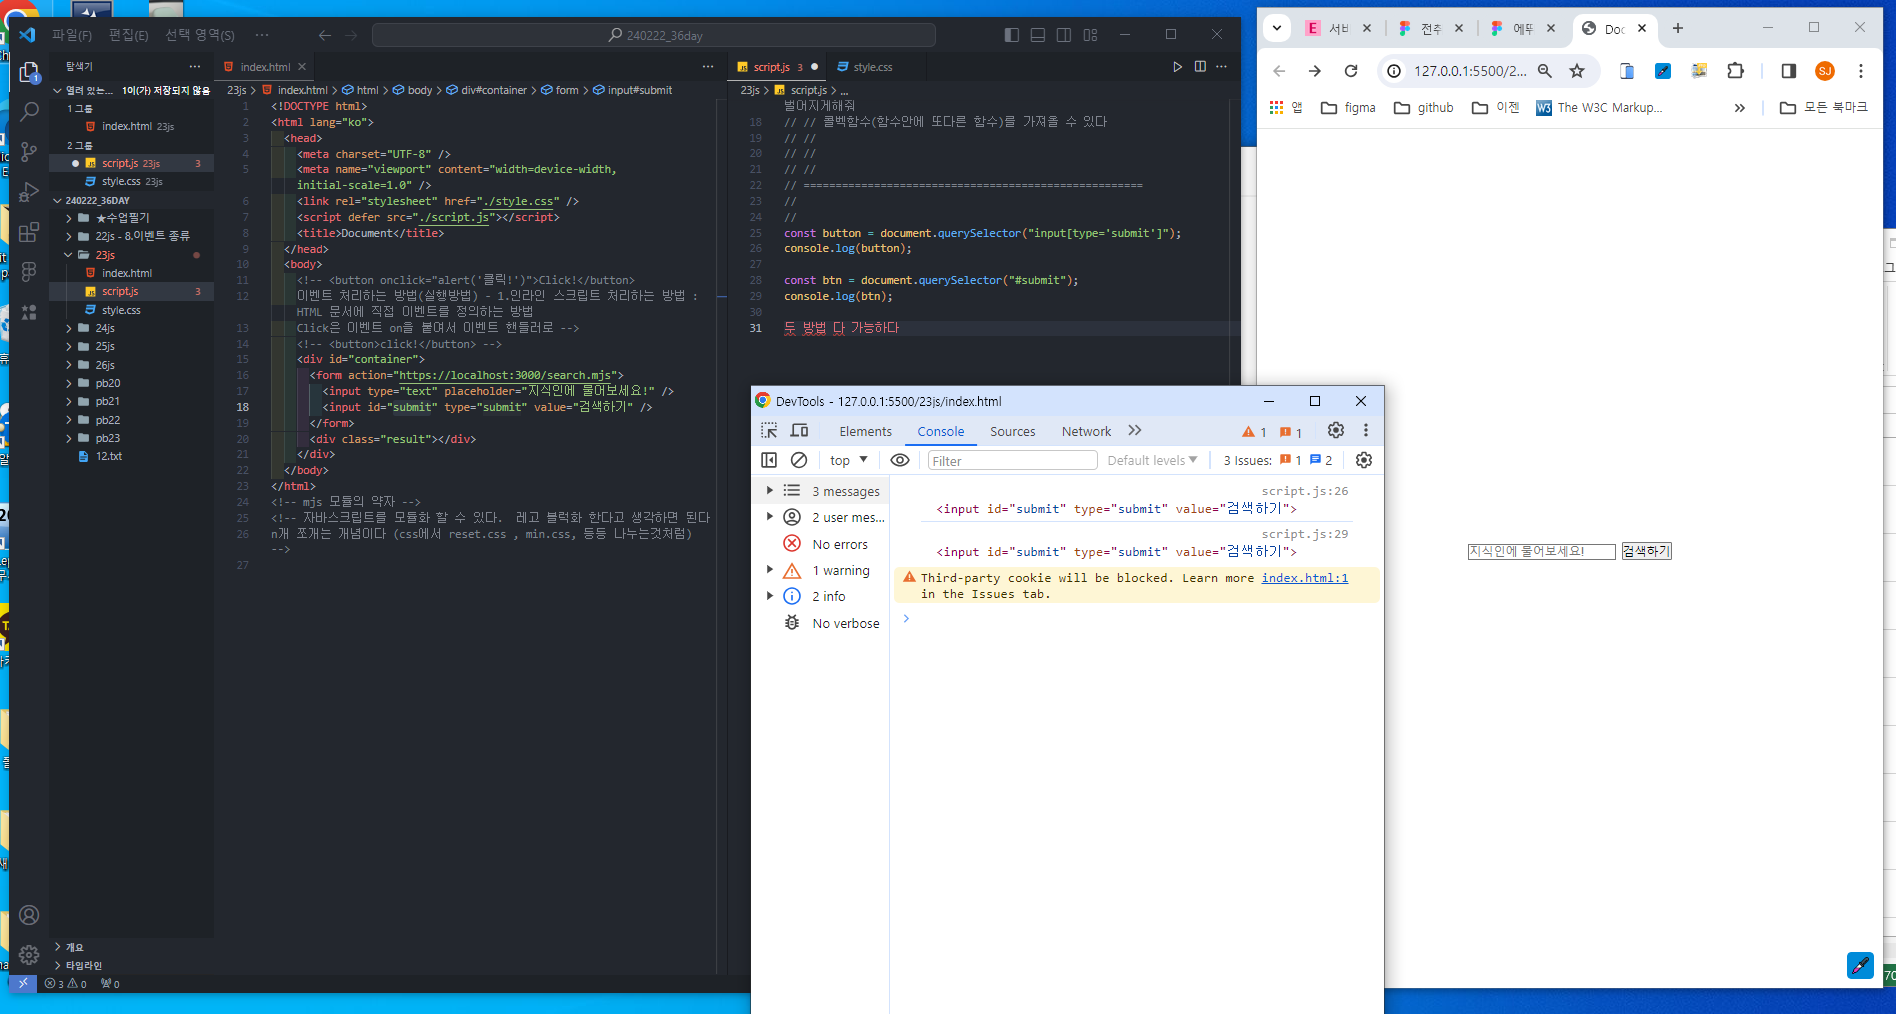 파일(F) 편집(E) 선택 영역(S) ···
240222_36day
탐색기
열려 있는... 1이(가) 저장되지 않음
1 그룹
index.html 23js
2 그룹
script.js 23js 3
style.css 23js
240222_36DAY
★수업필기
22js - 8.이벤트 종류
23js
index.html
script.js 3
style.css
24js
25js
26js
pb20
pb21
pb22
pb23
12.txt
개요
타임라인
3 0 0
index.html
23js > index.html > html > body > div#container > form > input#submit
1 <!DOCTYPE html>
2 <html lang="ko">
3 <head>
4 <meta charset="UTF-8" />
5 <meta name="viewport" content="width=device-width,
initial-scale=1.0" />
6 <link rel="stylesheet" href="./style.css" />
7 <script defer src="./script.js"></script>
8 <title>Document</title>
9 </head>
10 <body>
11 <!-- <button onclick="alert('클릭!')">Click!</button>
12 이벤트 처리하는 방법(실행방법) - 1.인라인 스크립트 처리하는 방법 :
HTML 문서에 직접 이벤트를 정의하는 방법
13 Click은 이벤트 on을 붙여서 이벤트 핸들러로 -->
14 <!-- <button>click!</button> -->
15 <div id="container">
16 <form action="https://localhost:3000/search.mjs">
17 <input type="text" placeholder="지식인에 물어보세요!" />
18 <input id="submit" type="submit" value="검색하기" />
19 </form>
20 <div class="result"></div>
21 </div>
22 </body>
23 </html>
24 <!-- mjs 모듈의 약자 -->
25 <!-- 자바스크립트를 모듈화 할 수 있다. 레고 블럭화 한다고 생각하면 된다
26 n개 쪼개는 개념이다 (css에서 reset.css , min.css, 등등 나누는것처럼)
-->
27
script.js 3 style.css
23js > script.js > ...
벌어지게해줘
18 // // 콜백함수(함수안에 또다른 함수)를 가져올 수 있다
19 // //
20 // //
21 // //
22 // =====================================================
23 //
24 //
25 const button = document.querySelector("input[type='submit']");
26 console.log(button);
27
28 const btn = document.querySelector("#submit");
29 console.log(btn);
30
31 두 방법 다 가능하다
DevTools - 127.0.0.1:5500/23js/index.html
Elements Console Sources Network 1 1
top Filter Default levels 3 Issues: 1 2
3 messages
2 user mes...
No errors
1 warning
2 info
No verbose
script.js:26
<input id="submit" type="submit" value="검색하기">
script.js:29
<input id="submit" type="submit" value="검색하기">
Third-party cookie will be blocked. Learn more index.html:1
in the Issues tab.
서비 전추 에뚜 Doc
127.0.0.1:5500/2... SJ
앱 figma github 이젠 W3 The W3C Markup... 모든 북마크
지식인에 물어보세요! 검색하기
70